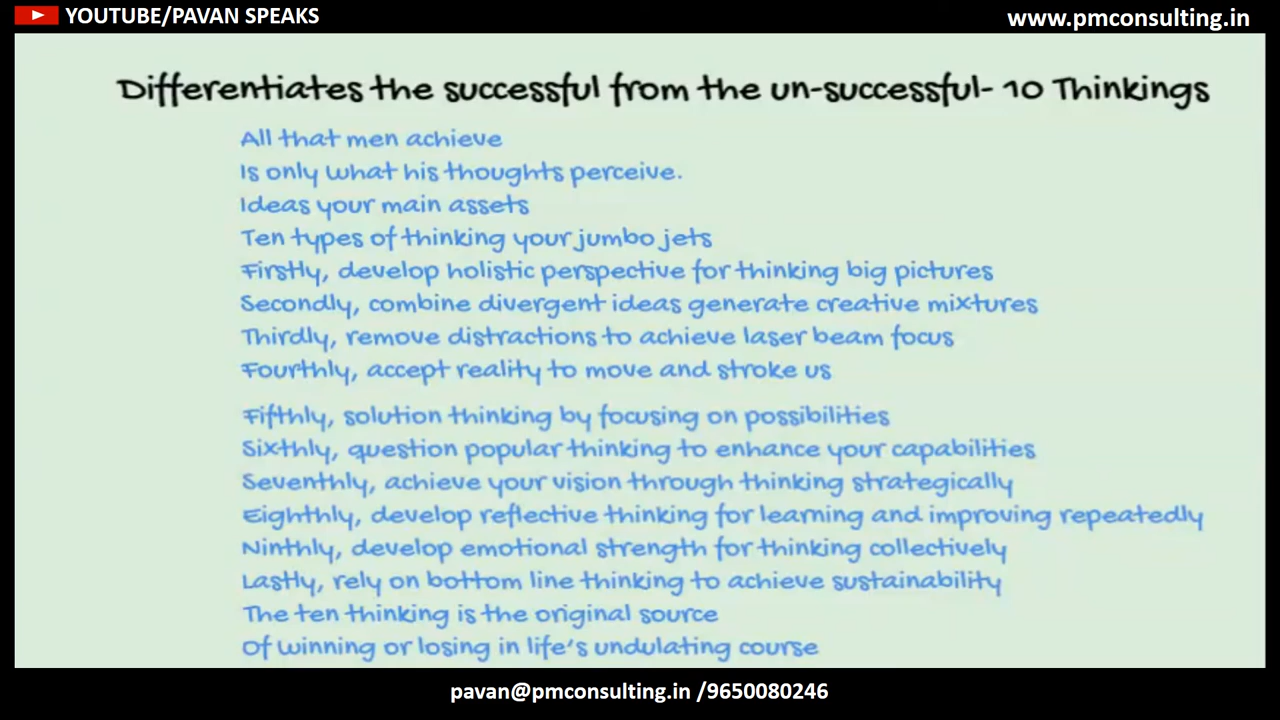 YOUTUBE/PAVAN SPEAKS
www.pmconsulting.in
Differentiates the successful from the un-successful- 10 Thinkings
All that men achieve
Is only what his thoughts perceive.
Ideas your main assets
Ten types of thinking your jumbo jets
Firstly, develop holistic perspective for thinking big pictures
Secondly, combine divergent ideas generate creative mixtures
Thirdly, remove distractions to achieve laser beam focus
Fourthly, accept reality to move and stroke us
Fifthly, solution thinking by focusing on possibilities
Sixthly, question popular thinking to enhance your capabilities
Seventhly, achieve your vision through thinking strategically
Eighthly, develop reflective thinking for learning and improving repeatedly
Ninthly, develop emotional strength for thinking collectively
Lastly, rely on bottom line thinking to achieve sustainability
The ten thinking is the original source
Of winning or losing in life's undulating course
pavan@pmconsulting.in /9650080246